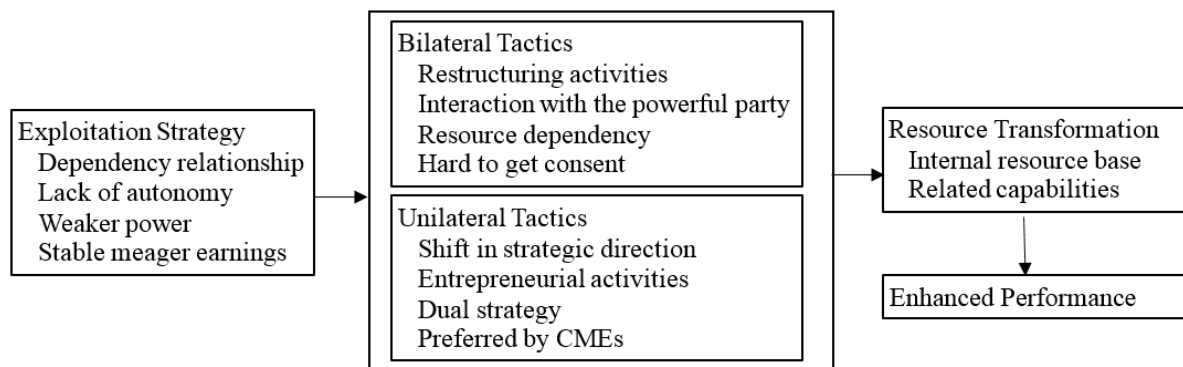 Exploitation Strategy
Dependency relationship
Lack of autonomy
Weaker power
Stable meager earnings
Bilateral Tactics
Restructuring activities
Interaction with the powerful party
Resource dependency
Hard to get consent
Unilateral Tactics
Shift in strategic direction
Entrepreneurial activities
Dual strategy
Preferred by CMEs
Resource Transformation
Internal resource base
Related capabilities
Enhanced Performance